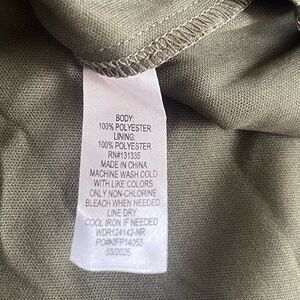 BODY:
100% POLYESTER
LINING:
100% POLYESTER
RN#131335
MADE IN CHINA
MACHINE WASH COLD
WITH LIKE COLORS
ONLY NON-CHLORINE
BLEACH WHEN NEEDED
LINE DRY
COOL IRON IF NEEDED
WDR124142-NR
PO#KIFP14053
03/2025